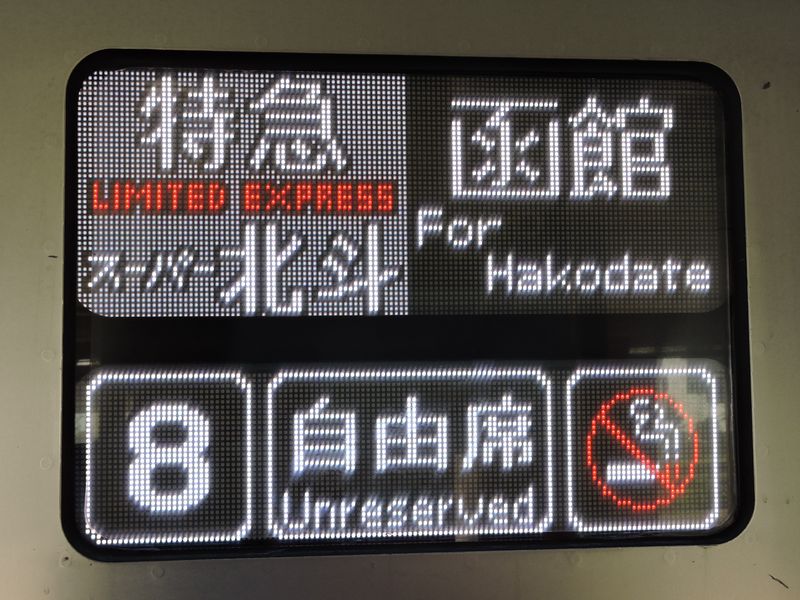 特急
LIMITED EXPRESS
スーパー北斗
函館
For
Hakodate
8
自由席
Unreserved